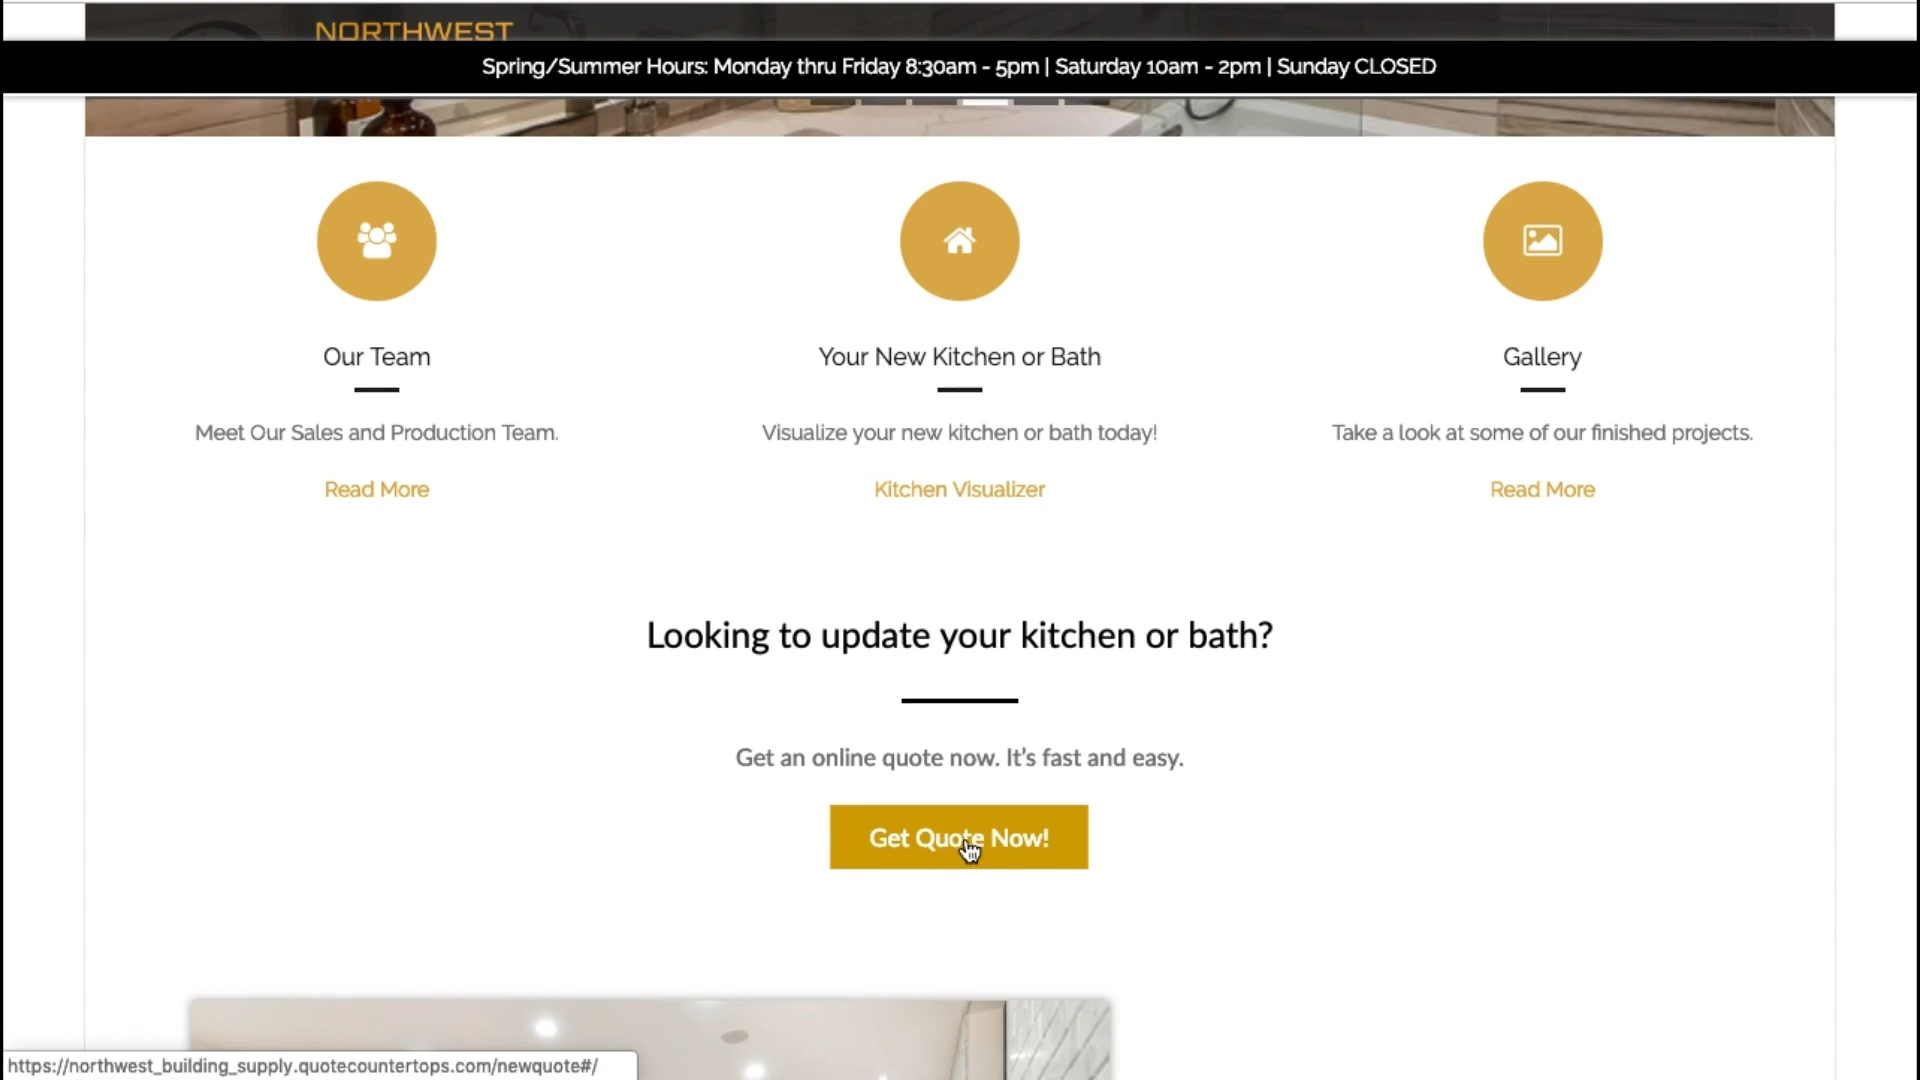 NORTHWEST
Spring/Summer Hours: Monday thru Friday 8:30am - 5pm | Saturday 10am - 2pm | Sunday CLOSED
Our Team
Your New Kitchen or Bath
Gallery
Meet Our Sales and Production Team.
Visualize your new kitchen or bath today!
Take a look at some of our finished projects.
Read More
Kitchen Visualizer
Read More
Looking to update your kitchen or bath?
Get an online quote now. It's fast and easy.
Get Quote Now!
https://northwest_building_supply.quotecountertops.com/newquote#/